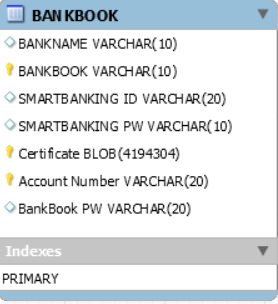 BANKBOOK
BANKNAME VARCHAR(10)
BANKBOOK VARCHAR(10)
SMARTBANKING ID VARCHAR(20)
SMARTBANKING PW VARCHAR(10)
Certificate BLOB(4194304)
Account Number VARCHAR(20)
BankBook PW VARCHAR(20)
Indexes
PRIMARY